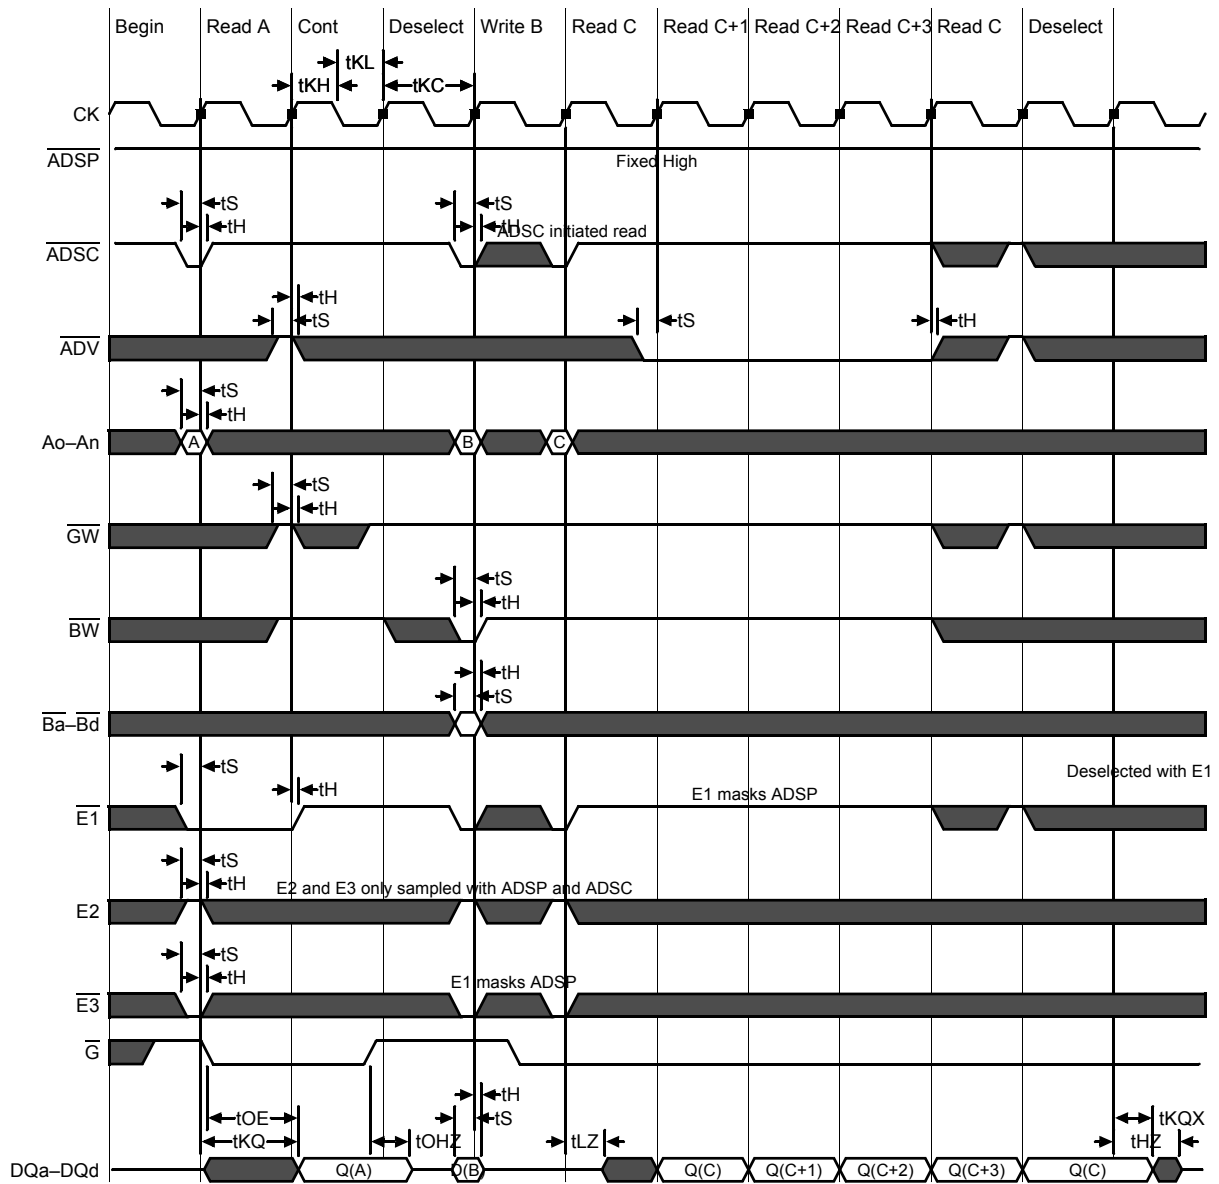 Begin Read A Cont Deselect Write B Read C Read C+1 Read C+2 Read C+3 Read C Deselect
tKL
tKH tKC
CK
ADSP
Fixed High
tS tS
tH tH
ADSC initiated read
ADSC
tH
tS tS tH
ADV
tS
tH
Ao–An A B C
tS
tH
GW
tS
tH
BW
tH
tS
Ba–Bd
tS Deselected with E1
tH
E1 masks ADSP
E1
tS
tH
E2 and E3 only sampled with ADSP and ADSC
E2
tS
tH
E1 masks ADSP
E3
G
tH
tOE tS tKQX
tKQ tOHZ tLZ tHZ
DQa–DQd Q(A) D(B) Q(C) Q(C+1) Q(C+2) Q(C+3) Q(C)